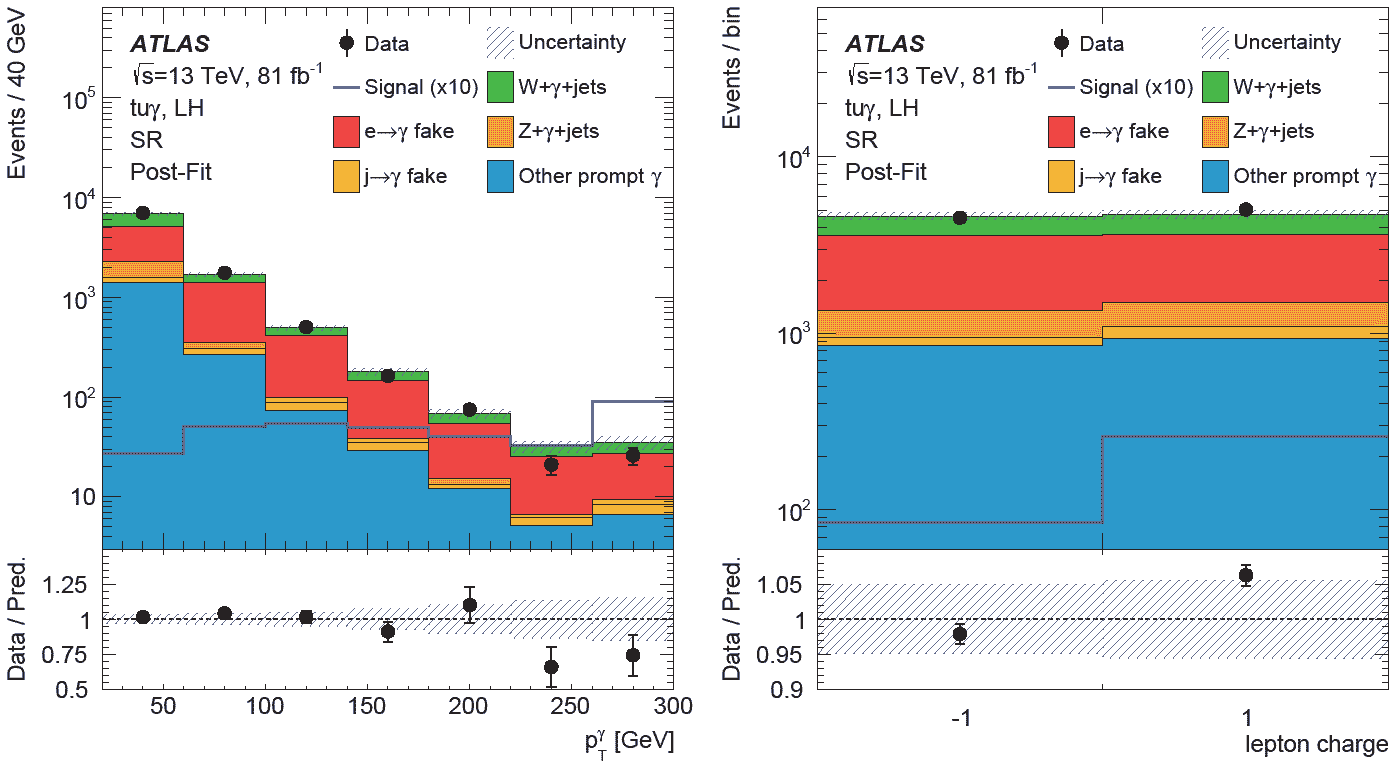 Events / 40 GeV
ATLAS
√s=13 TeV, 81 fb⁻¹
tuγ, LH
SR
Post-Fit
Data
Uncertainty
Signal (x10)
W+γ+jets
e→γ fake
Z+γ+jets
j→γ fake
Other prompt γ
10⁵
10⁴
10³
10²
10
Data / Pred.
1.25
1
0.75
0.5
50 100 150 200 250 300
p_T^γ [GeV]
Events / bin
ATLAS
√s=13 TeV, 81 fb⁻¹
tuγ, LH
SR
Post-Fit
Data
Uncertainty
Signal (x10)
W+γ+jets
e→γ fake
Z+γ+jets
j→γ fake
Other prompt γ
10⁴
10³
10²
Data / Pred.
1.05
1
0.95
0.9
-1 1
lepton charge